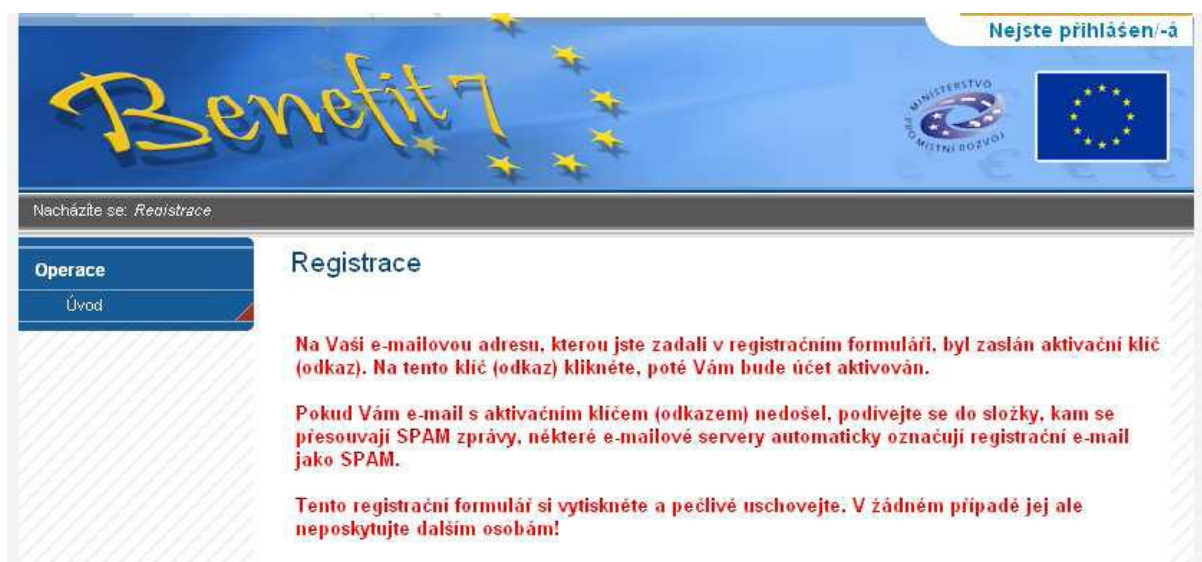 Nejste přihlášen/-á
Benefit7
MINISTERSTVO
PRO MÍSTNÍ ROZVOJ
Nacházíte se: Registrace
Operace
Úvod
Registrace
Na Vaši e-mailovou adresu, kterou jste zadali v registračním formuláři, byl zaslán aktivační klíč
(odkaz). Na tento klíč (odkaz) klikněte, poté Vám bude účet aktivován.
Pokud Vám e-mail s aktivačním klíčem (odkazem) nedošel, podívejte se do složky, kam se
přesouvají SPAM zprávy, některé e-mailové servery automaticky označují registrační e-mail
jako SPAM.
Tento registrační formulář si vytiskněte a pečlivě uschovejte. V žádném případě jej ale
neposkytujte dalším osobám!